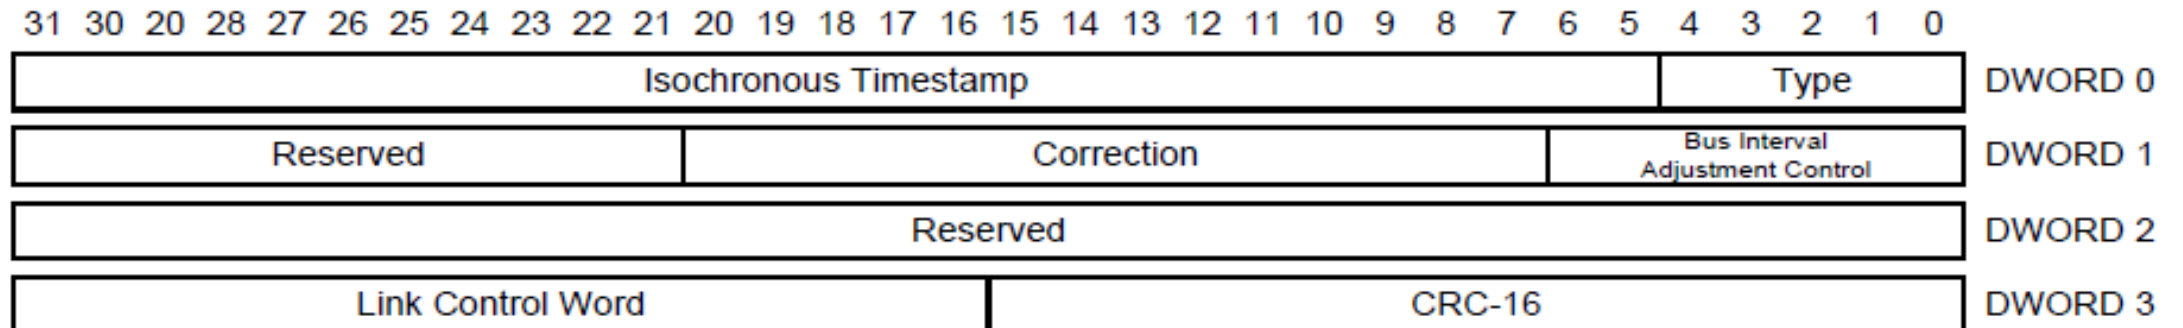 31 30 20 28 27 26 25 24 23 22 21 20 19 18 17 16 15 14 13 12 11 10 9 8 7 6 5 4 3 2 1 0
Isochronous Timestamp Type DWORD 0
Reserved Correction Bus Interval
Adjustment Control DWORD 1
Reserved DWORD 2
Link Control Word CRC-16 DWORD 3